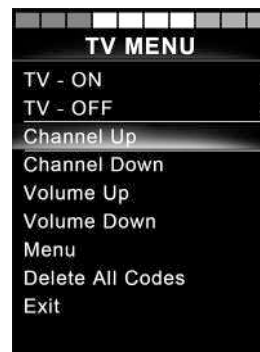 TV MENU
TV - ON
TV - OFF
Channel Up
Channel Down
Volume Up
Volume Down
Menu
Delete All Codes
Exit